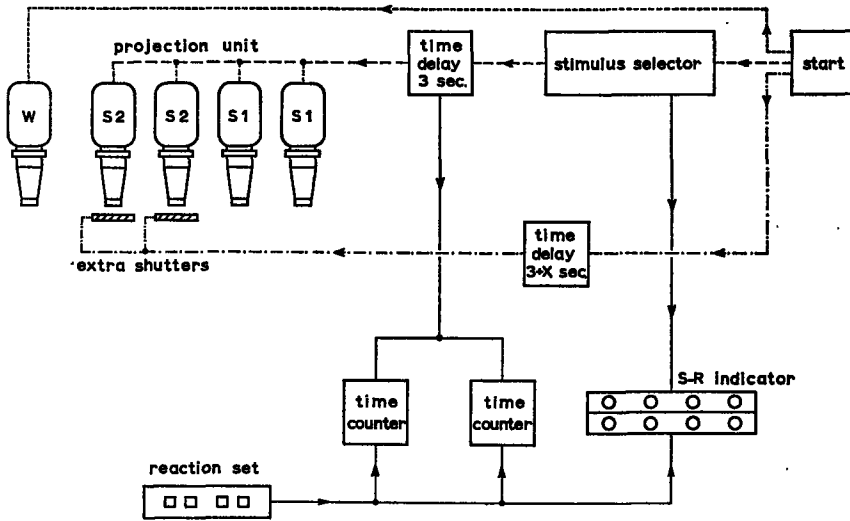 projection unit
time
delay
3 sec.
stimulus selector
start
W
S2
S2
S1
S1
extra shutters
time
delay
3+X sec.
S-R indicator
time
counter
time
counter
reaction set